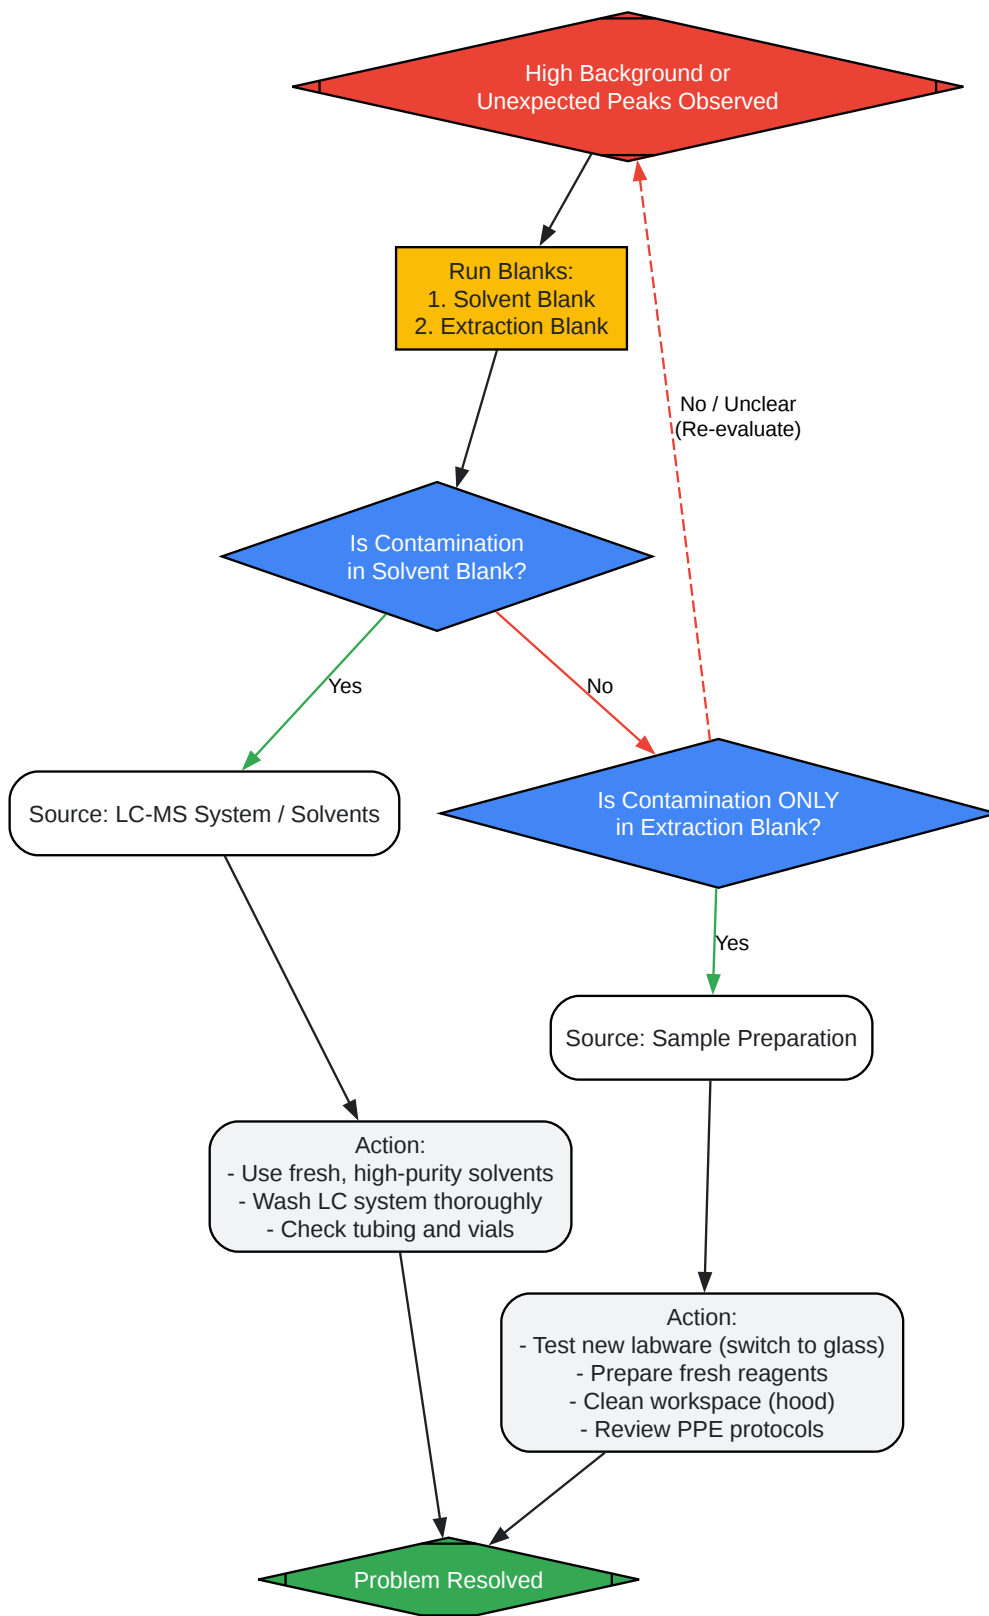 High Background or
Unexpected Peaks Observed
Run Blanks:
1. Solvent Blank
2. Extraction Blank
No / Unclear
(Re-evaluate)
Is Contamination
in Solvent Blank?
Yes
No
Source: LC-MS System / Solvents
Is Contamination ONLY
in Extraction Blank?
Yes
Source: Sample Preparation
Action:
- Use fresh, high-purity solvents
- Wash LC system thoroughly
- Check tubing and vials
Action:
- Test new labware (switch to glass)
- Prepare fresh reagents
- Clean workspace (hood)
- Review PPE protocols
Problem Resolved